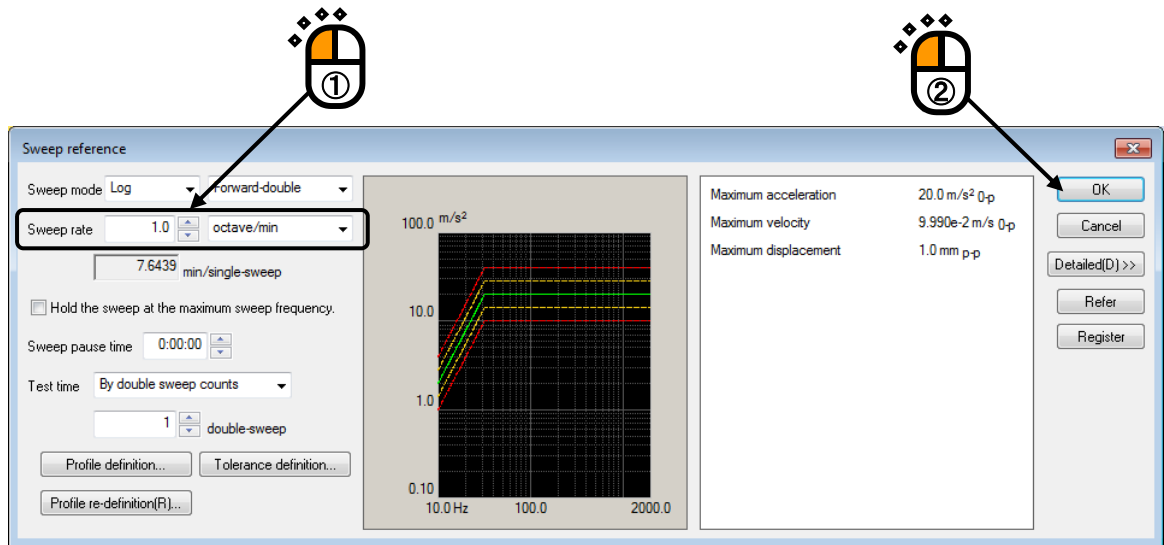 ①
②
Sweep reference
Sweep mode Log Forward-double
Sweep rate 1.0 octave/min
7.6439 min/single-sweep
Hold the sweep at the maximum sweep frequency.
Sweep pause time 0:00:00
Test time By double sweep counts
1 double-sweep
Profile definition... Tolerance definition...
Profile re-definition(R)...
100.0 m/s²
10.0
1.0
0.10
10.0 Hz 100.0 2000.0
Maximum acceleration 20.0 m/s² 0-p
Maximum velocity 9.990e-2 m/s 0-p
Maximum displacement 1.0 mm p-p
OK
Cancel
Detailed(D) >>
Refer
Register